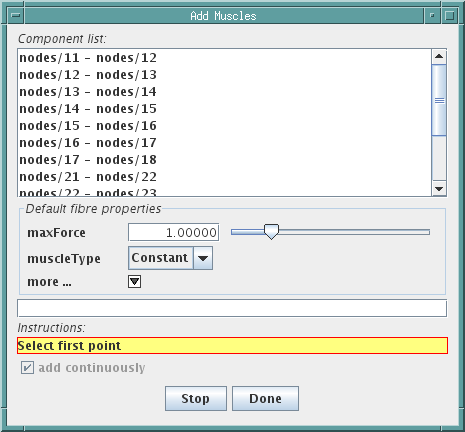 Add Muscles
Component list:
nodes/11 - nodes/12
nodes/12 - nodes/13
nodes/13 - nodes/14
nodes/14 - nodes/15
nodes/15 - nodes/16
nodes/16 - nodes/17
nodes/17 - nodes/18
nodes/21 - nodes/22
nodes/22 - nodes/23
Default fibre properties
maxForce 1.00000
muscleType Constant
more ...
Instructions:
Select first point
add continuously
Stop Done